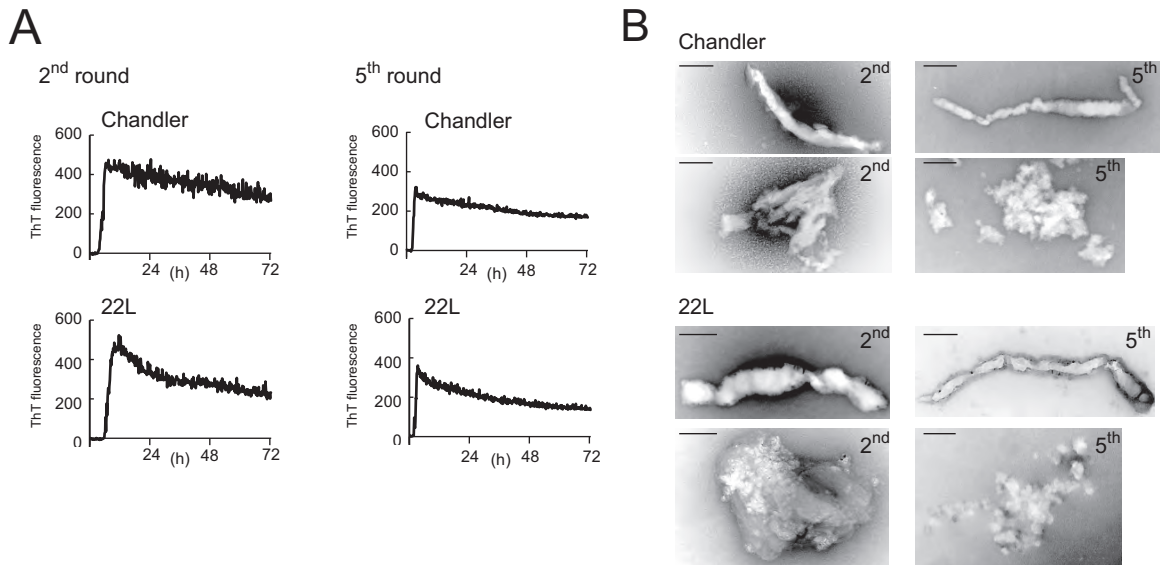 A
2nd round
5th round
Chandler
ThT fluorescence
600
400
200
0
24
(h)
48
72
Chandler
ThT fluorescence
600
400
200
0
24
(h)
48
72
22L
ThT fluorescence
600
400
200
0
24
(h)
48
72
22L
ThT fluorescence
600
400
200
0
24
(h)
48
72
B
Chandler
2nd
5th
2nd
5th
22L
2nd
5th
2nd
5th